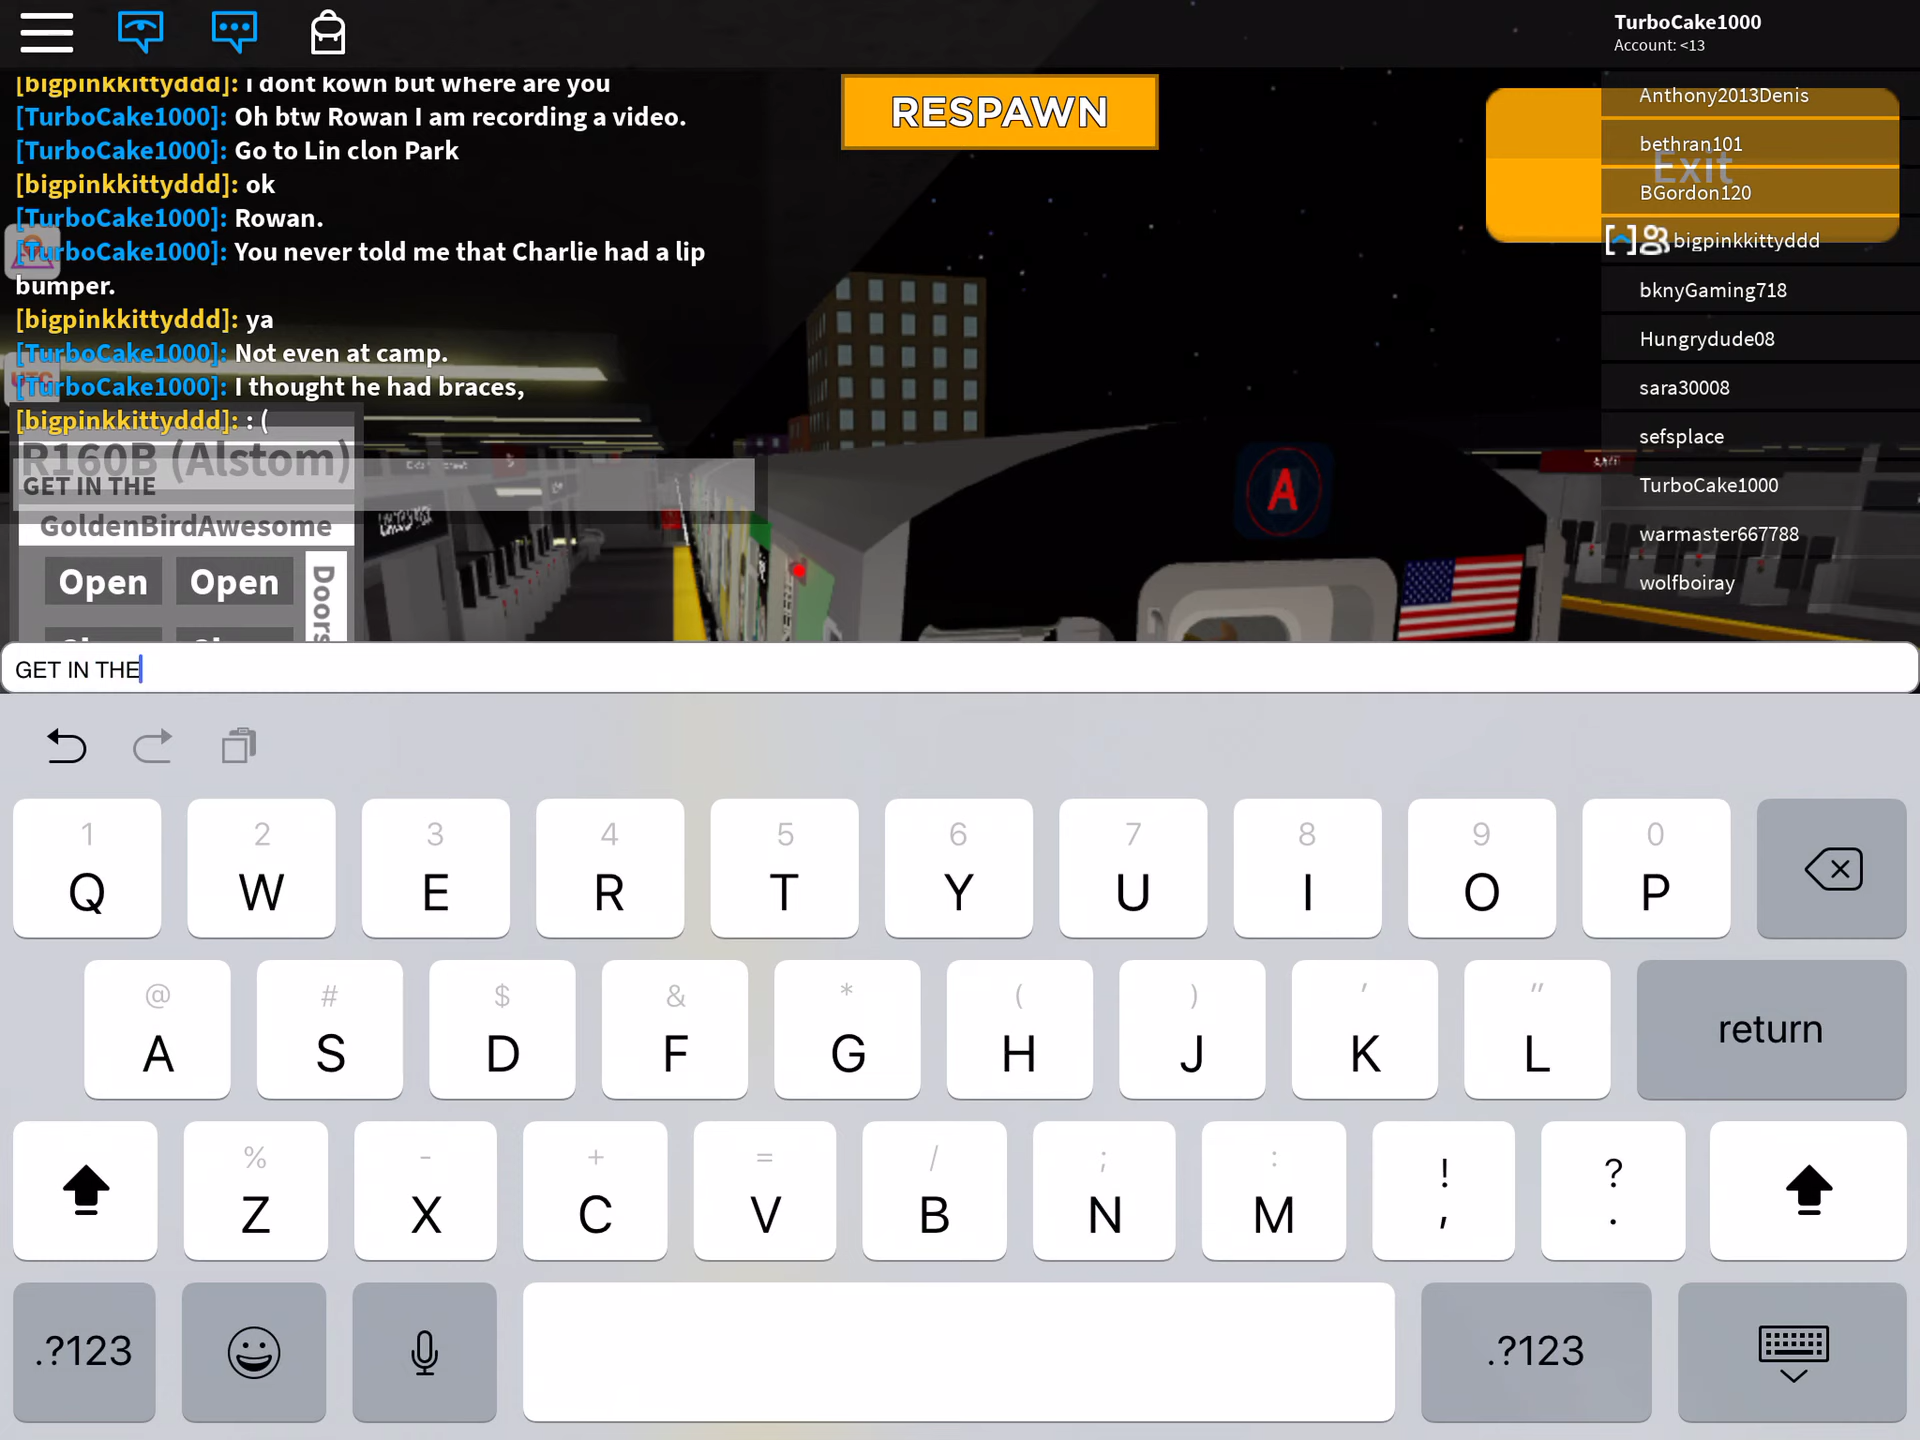 TurboCake1000
Account: <13
[bigpinkkittyddd]: i dont kown but where are you
[TurboCake1000]: Oh btw Rowan I am recording a video.
[TurboCake1000]: Go to Lin clon Park
[bigpinkkittyddd]: ok
[TurboCake1000]: Rowan.
[TurboCake1000]: You never told me that Charlie had a lip
bumper.
[bigpinkkittyddd]: ya
[TurboCake1000]: Not even at camp.
[TurboCake1000]: I thought he had braces,
[bigpinkkittyddd]: : (
RESPAWN
Exit
Anthony2013Denis
bethran101
BGordon120
bigpinkkittyddd
bknyGaming718
Hungrydude08
sara30008
sefsplace
TurboCake1000
warmaster667788
wolfboiray
UTC
R160B (Alstom)
GET IN THE
GoldenBirdAwesome
Open Open
Doors
A
GET IN THE
1 2 3 4 5 6 7 8 9 0
Q W E R T Y U I O P
@ # $ & * ( ) ' "
A S D F G H J K L return
% - + = / ; : ! ?
Z X C V B N M , .
.?123 .?123